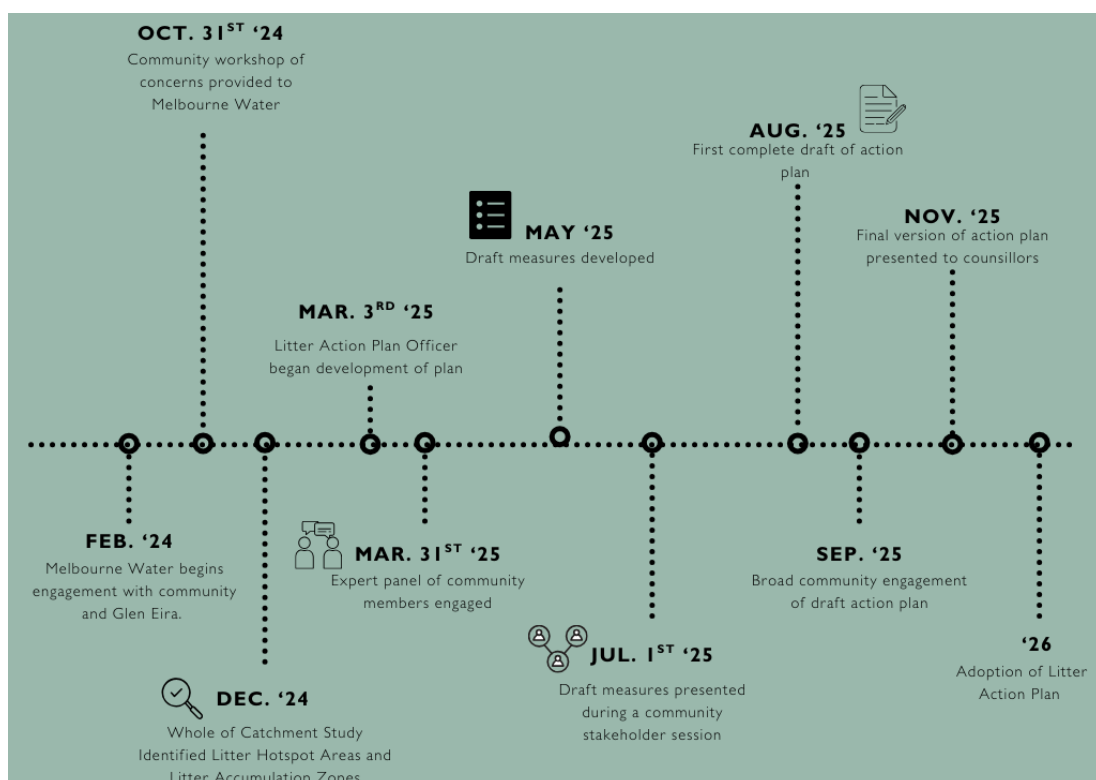 OCT. 31ST ‘24
Community workshop of
concerns provided to
Melbourne Water
AUG. ‘25
First complete draft of action
plan
MAY ‘25
Draft measures developed
NOV. ‘25
Final version of action plan
presented to counsillors
MAR. 3RD ‘25
Litter Action Plan Officer
began development of plan
FEB. ‘24
Melbourne Water begins
engagement with community
and Glen Eira.
MAR. 31ST ‘25
Expert panel of community
members engaged
SEP. ‘25
Broad community engagement
of draft action plan
JUL. 1ST ‘25
Draft measures presented
during a community
stakeholder session
‘26
Adoption of Litter
Action Plan
DEC. ‘24
Whole of Catchment Study
Identified Litter Hotspot Areas and
Litter Accumulation Zones